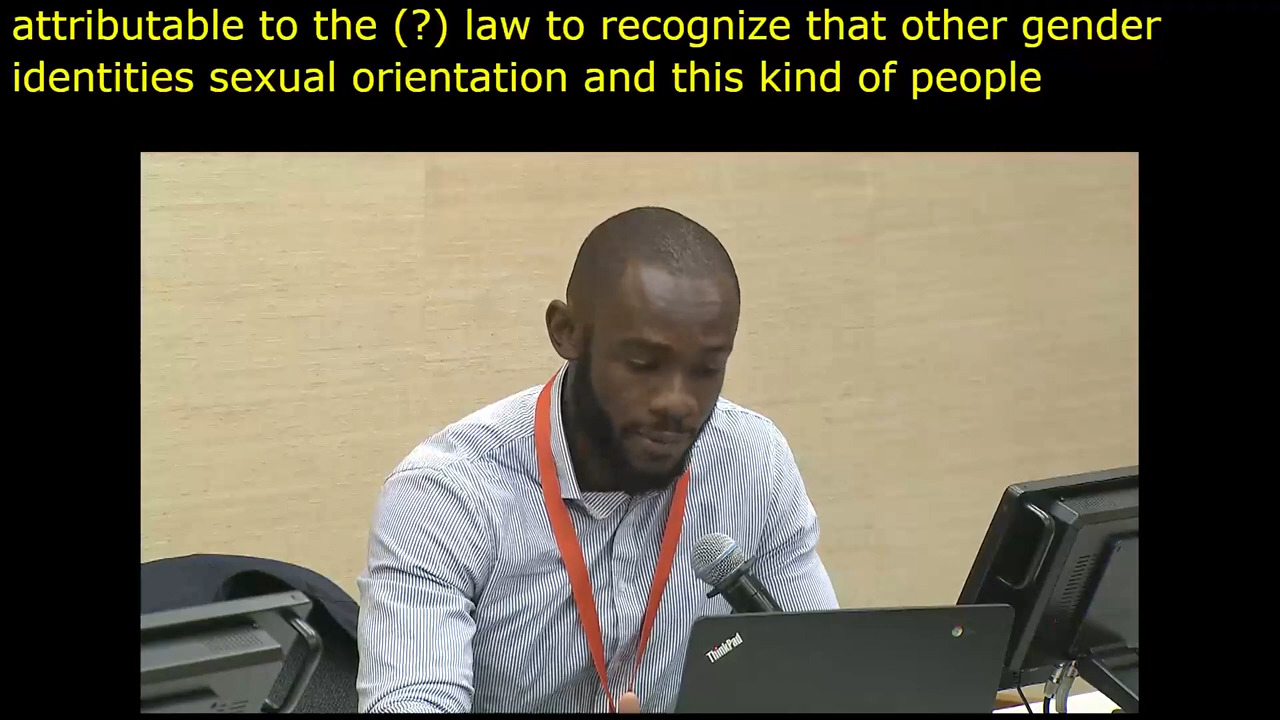 attributable to the (?) law to recognize that other gender
identities sexual orientation and this kind of people
ThinkPad